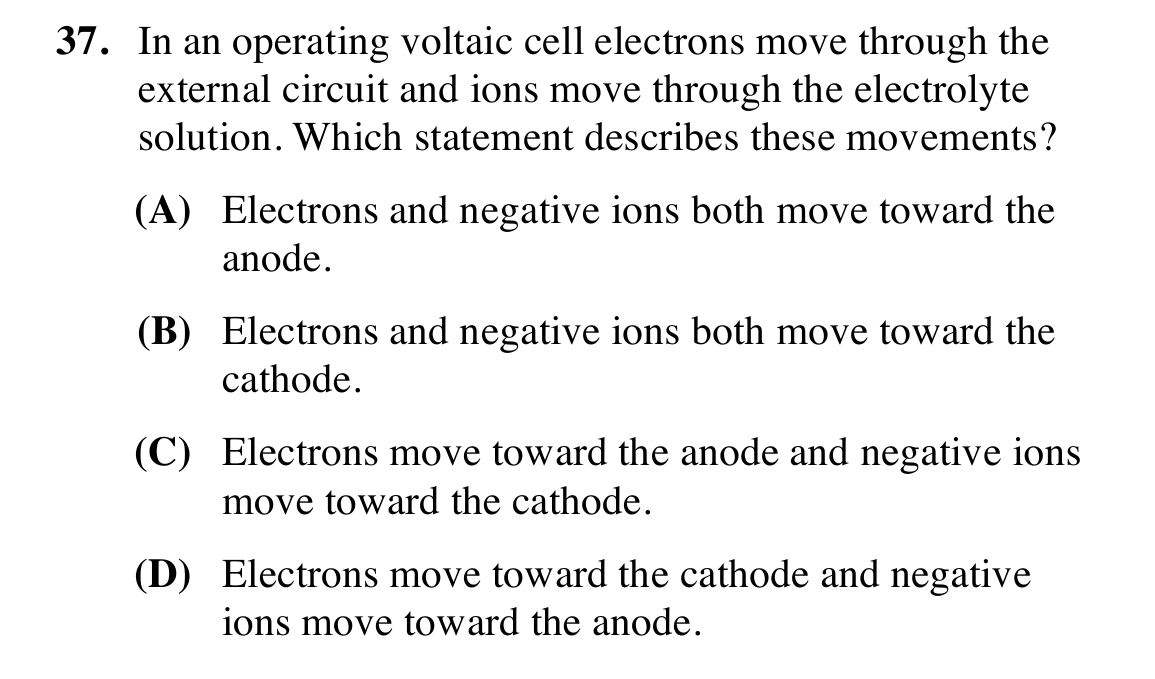 37. In an operating voltaic cell electrons move through the
external circuit and ions move through the electrolyte
solution. Which statement describes these movements?
(A) Electrons and negative ions both move toward the
anode.
(B) Electrons and negative ions both move toward the
cathode.
(C) Electrons move toward the anode and negative ions
move toward the cathode.
(D) Electrons move toward the cathode and negative
ions move toward the anode.